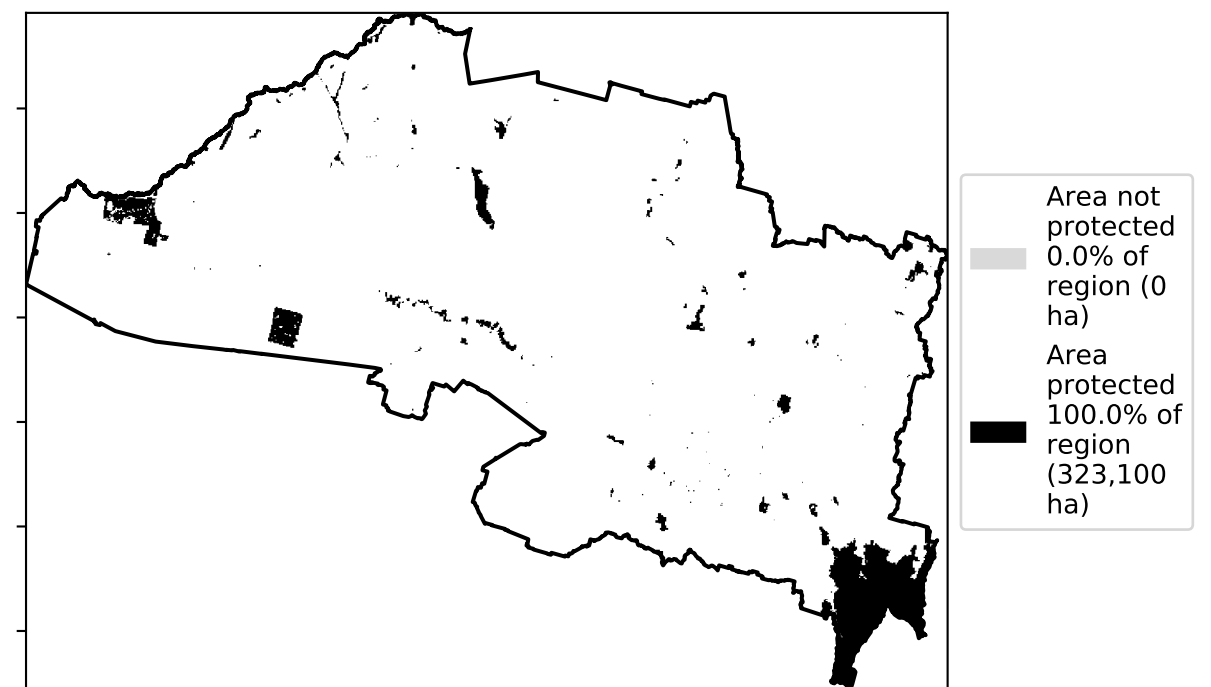 Area not
protected
0.0% of
region (0
ha)
Area
protected
100.0% of
region
(323,100
ha)